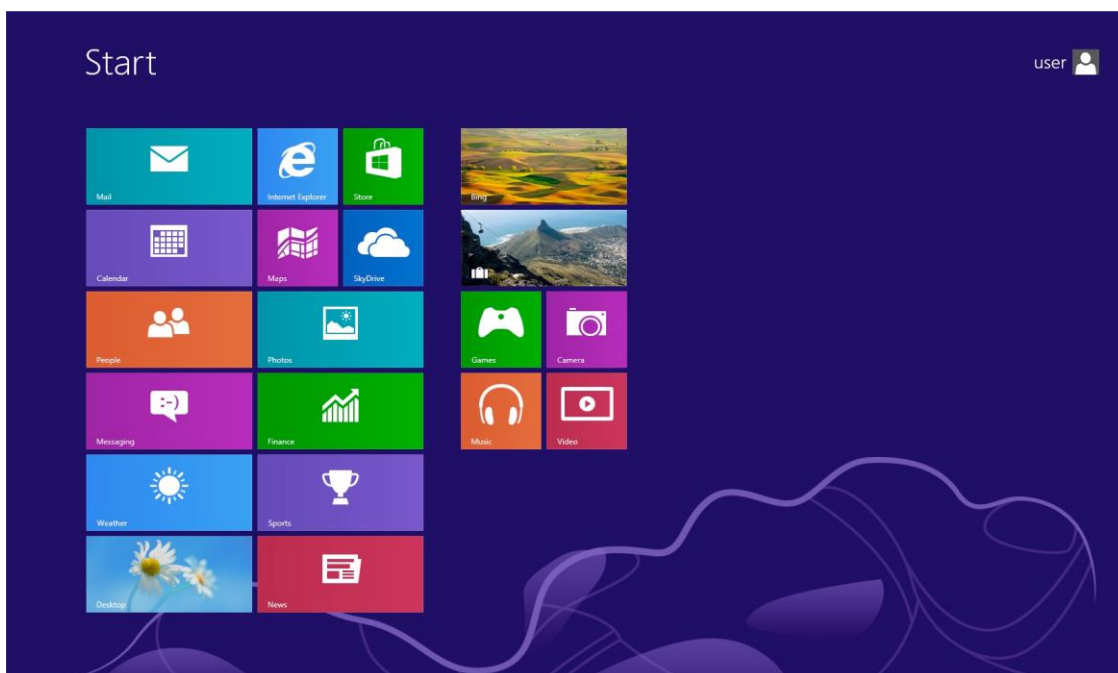 Start
user
Mail
Internet Explorer
Store
Calendar
Maps
SkyDrive
People
Photos
Messaging
:-)
Finance
Weather
Sports
Desktop
News
Bing
Games
Camera
Music
Video